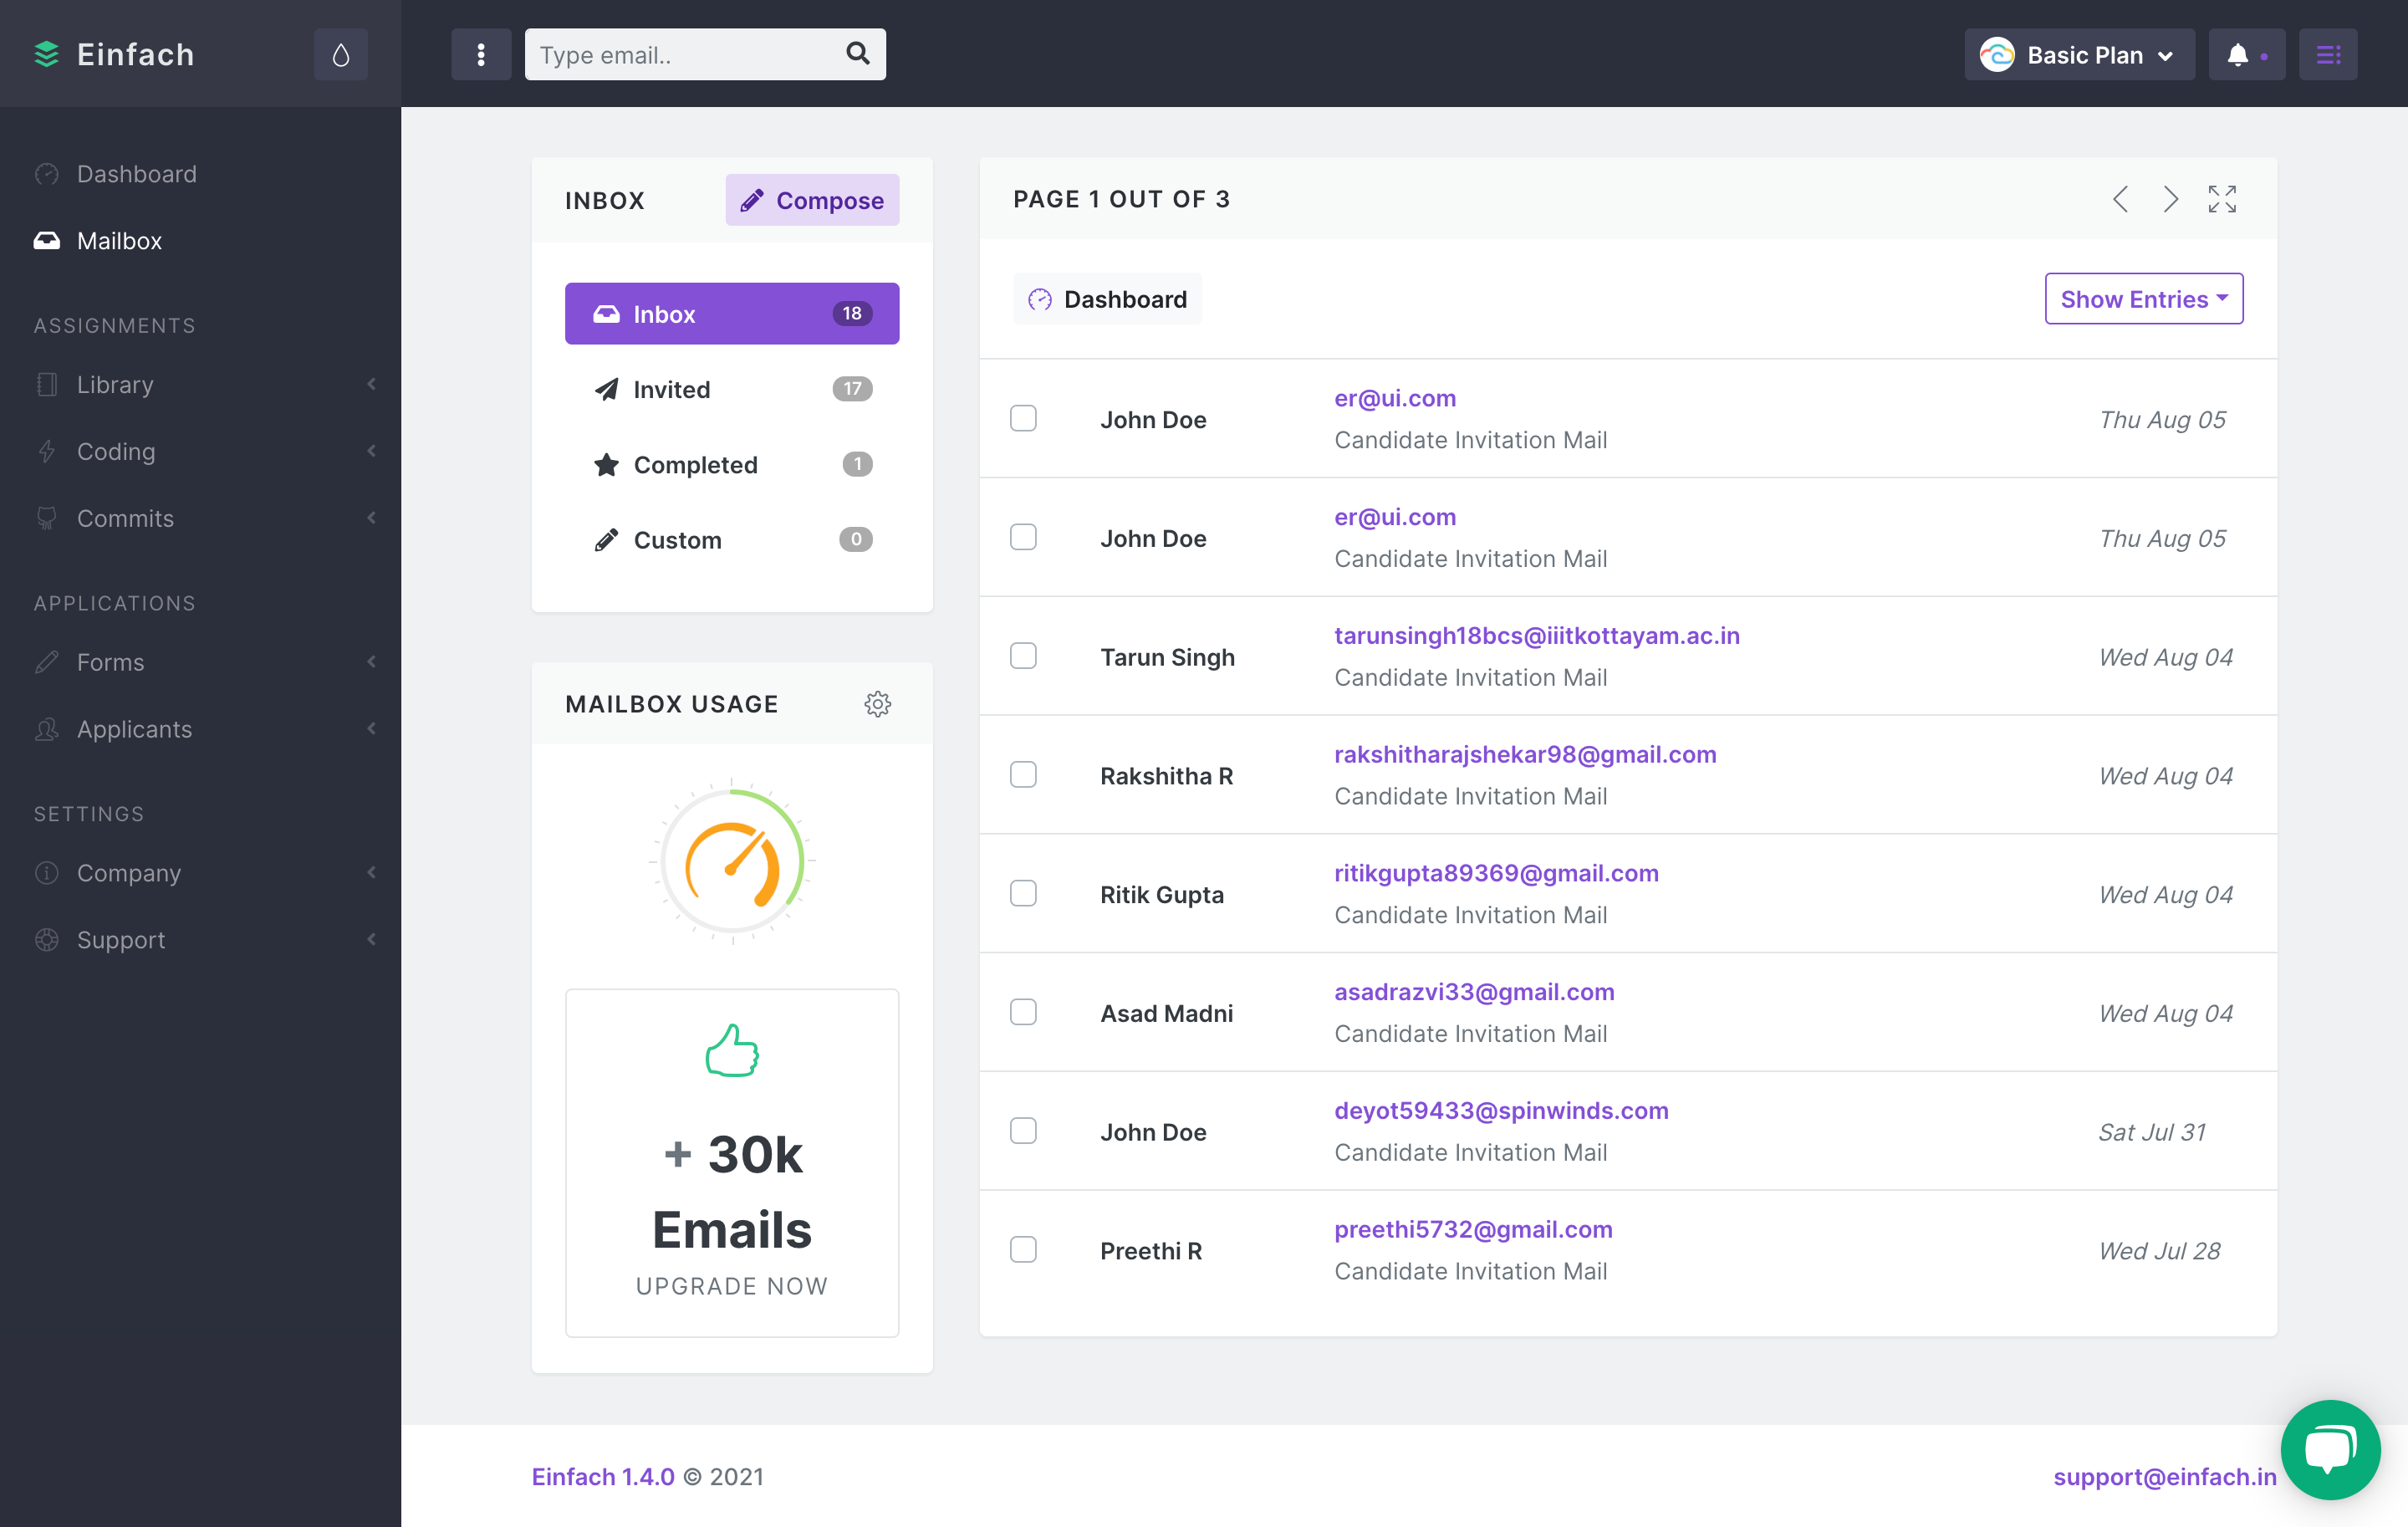 Einfach
Type email..
Basic Plan
Dashboard
Mailbox
ASSIGNMENTS
Library
Coding
Commits
APPLICATIONS
Forms
Applicants
SETTINGS
Company
Support
INBOX
Compose
Inbox 18
Invited 17
Completed 1
Custom 0
MAILBOX USAGE
+ 30k
Emails
UPGRADE NOW
PAGE 1 OUT OF 3
Dashboard
Show Entries
John Doe
er@ui.com
Candidate Invitation Mail
Thu Aug 05
John Doe
er@ui.com
Candidate Invitation Mail
Thu Aug 05
Tarun Singh
tarunsingh18bcs@iiitkottayam.ac.in
Candidate Invitation Mail
Wed Aug 04
Rakshitha R
rakshitharajshekar98@gmail.com
Candidate Invitation Mail
Wed Aug 04
Ritik Gupta
ritikgupta89369@gmail.com
Candidate Invitation Mail
Wed Aug 04
Asad Madni
asadrazvi33@gmail.com
Candidate Invitation Mail
Wed Aug 04
John Doe
deyot59433@spinwinds.com
Candidate Invitation Mail
Sat Jul 31
Preethi R
preethi5732@gmail.com
Candidate Invitation Mail
Wed Jul 28
Einfach 1.4.0 © 2021
support@einfach.in